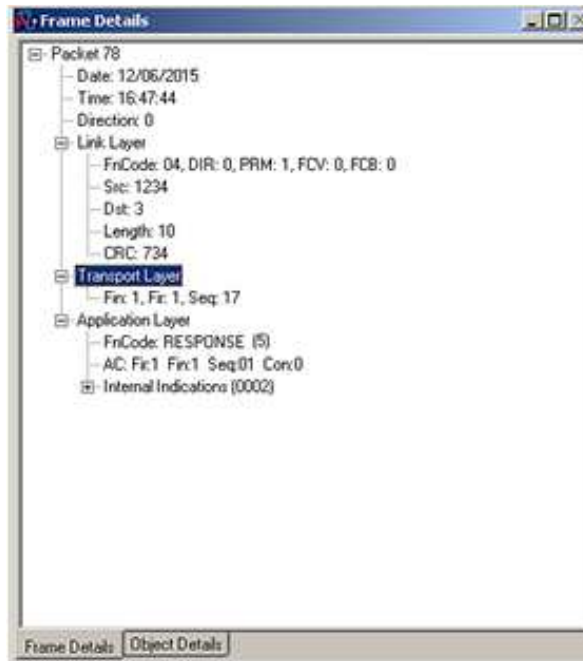 Frame Details
Packet 78
Date: 12/06/2015
Time: 16:47:44
Direction: 0
Link Layer
FnCode: 04, DIR: 0, PRM: 1, FCV: 0, FCB: 0
Src: 1234
Dst: 3
Length: 10
CRC: 734
Transport Layer
Fin: 1, Fir: 1, Seq: 17
Application Layer
FnCode: RESPONSE (5)
AC: Fir:1 Fin:1 Seq:01 Con:0
Internal Indications (0002)
Frame Details Object Details